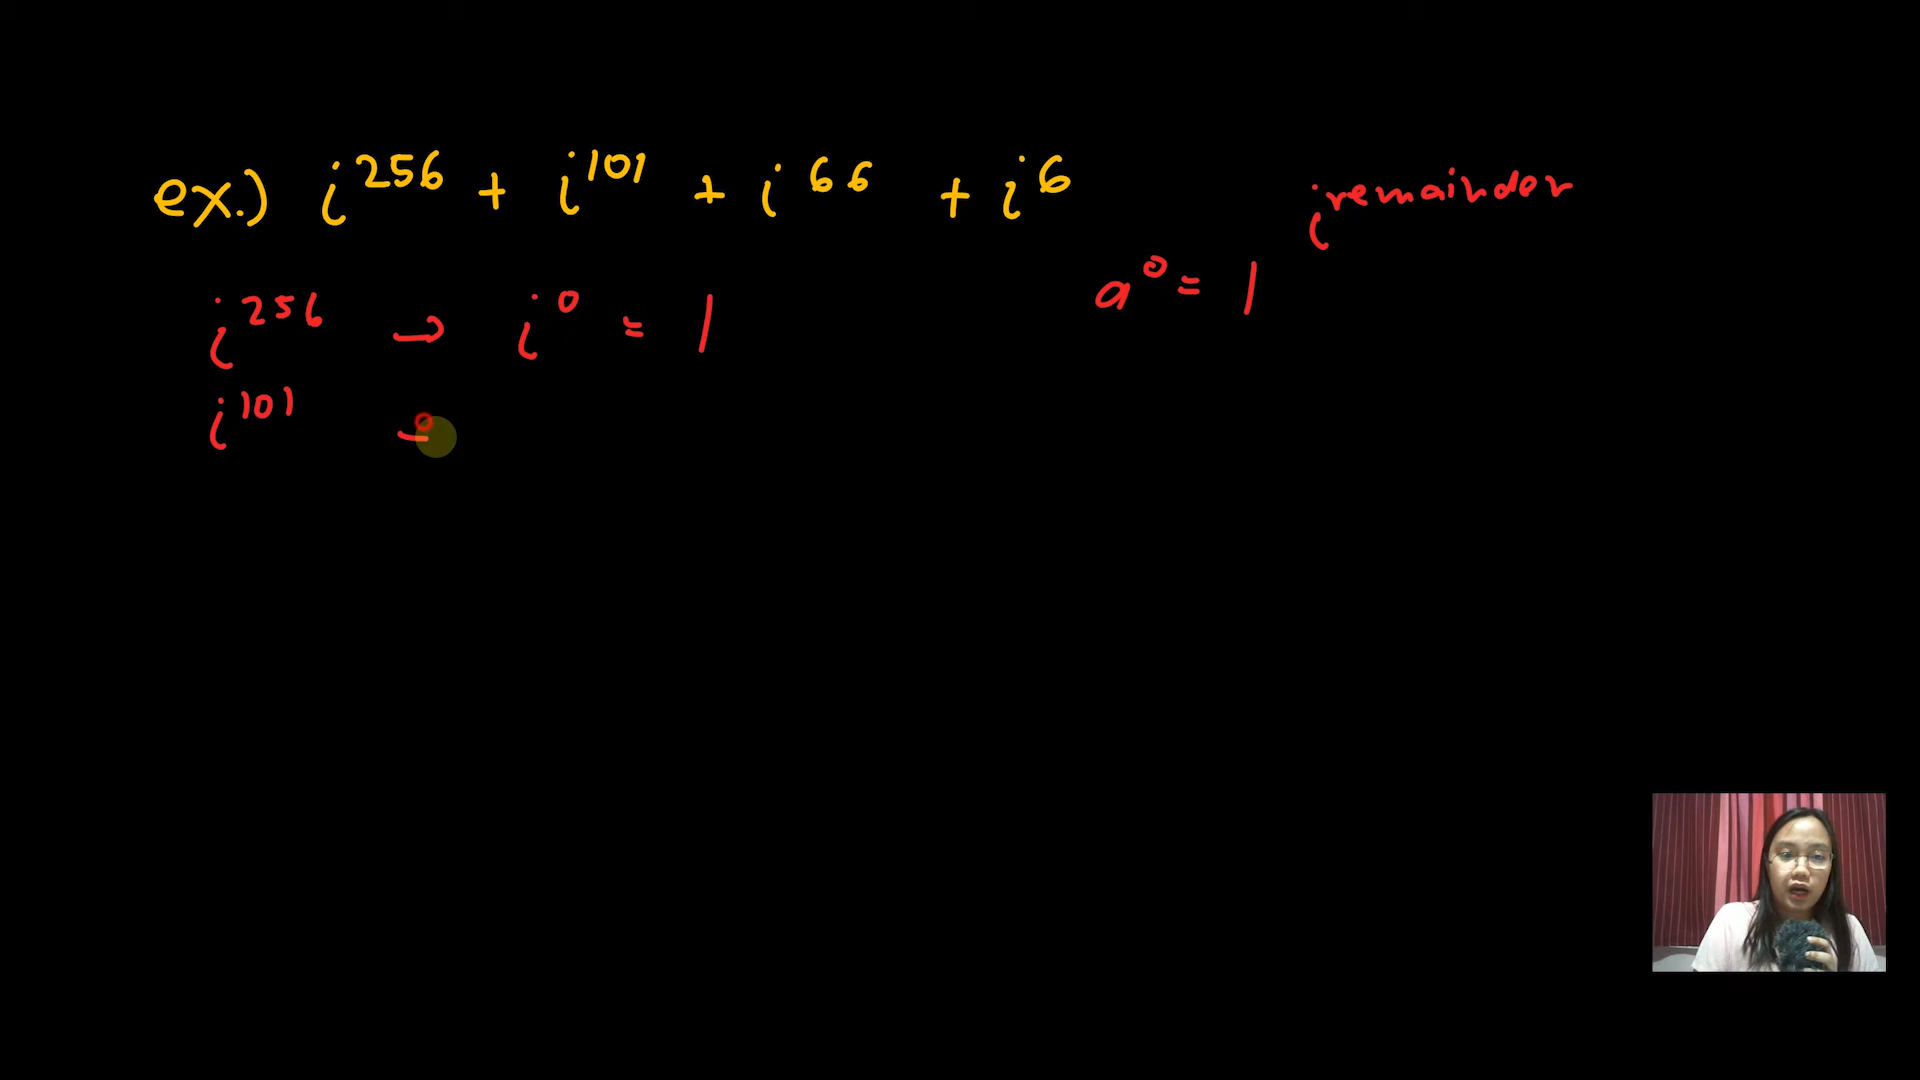 ex.) i^256 + i^101 + i^66 + i^6
i^remainder
a^0 = 1
i^256 → i^0 = 1
i^101 -